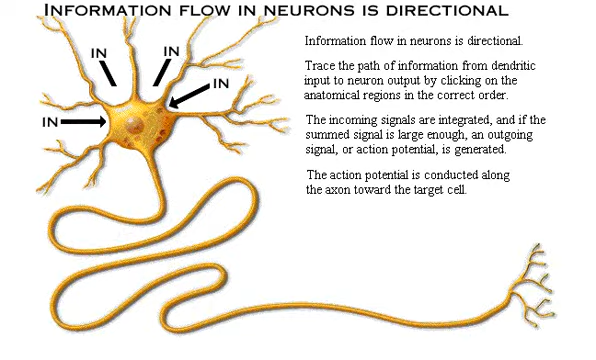 INFORMATION FLOW IN NEURONS IS DIRECTIONAL
IN
IN
IN
IN
Information flow in neurons is directional.
Trace the path of information from dendritic
input to neuron output by clicking on the
anatomical regions in the correct order.
The incoming signals are integrated, and if the
summed signal is large enough, an outgoing
signal, or action potential, is generated.
The action potential is conducted along
the axon toward the target cell.